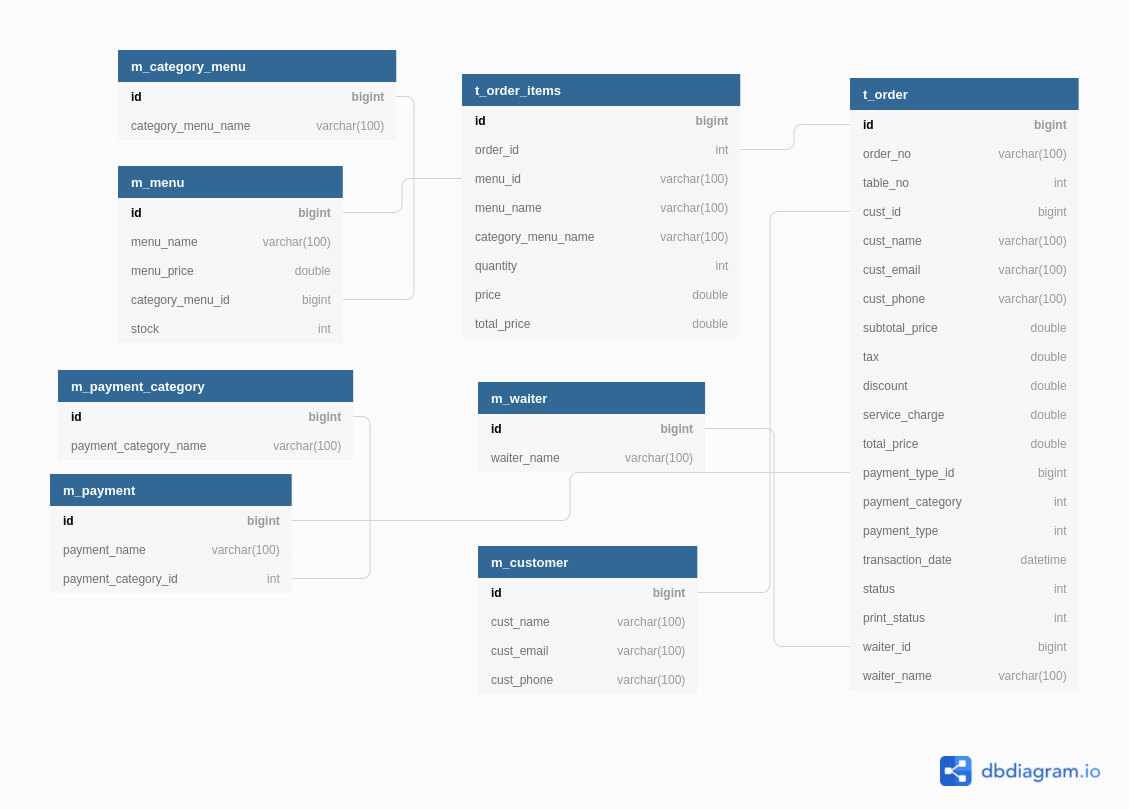 m_category_menu
id bigint
category_menu_name varchar(100)
m_menu
id bigint
menu_name varchar(100)
menu_price double
category_menu_id bigint
stock int
m_payment_category
id bigint
payment_category_name varchar(100)
m_payment
id bigint
payment_name varchar(100)
payment_category_id int
t_order_items
id bigint
order_id int
menu_id varchar(100)
menu_name varchar(100)
category_menu_name varchar(100)
quantity int
price double
total_price double
m_waiter
id bigint
waiter_name varchar(100)
m_customer
id bigint
cust_name varchar(100)
cust_email varchar(100)
cust_phone varchar(100)
t_order
id bigint
order_no varchar(100)
table_no int
cust_id bigint
cust_name varchar(100)
cust_email varchar(100)
cust_phone varchar(100)
subtotal_price double
tax double
discount double
service_charge double
total_price double
payment_type_id bigint
payment_category int
payment_type int
transaction_date datetime
status int
print_status int
waiter_id bigint
waiter_name varchar(100)
dbdiagram.io